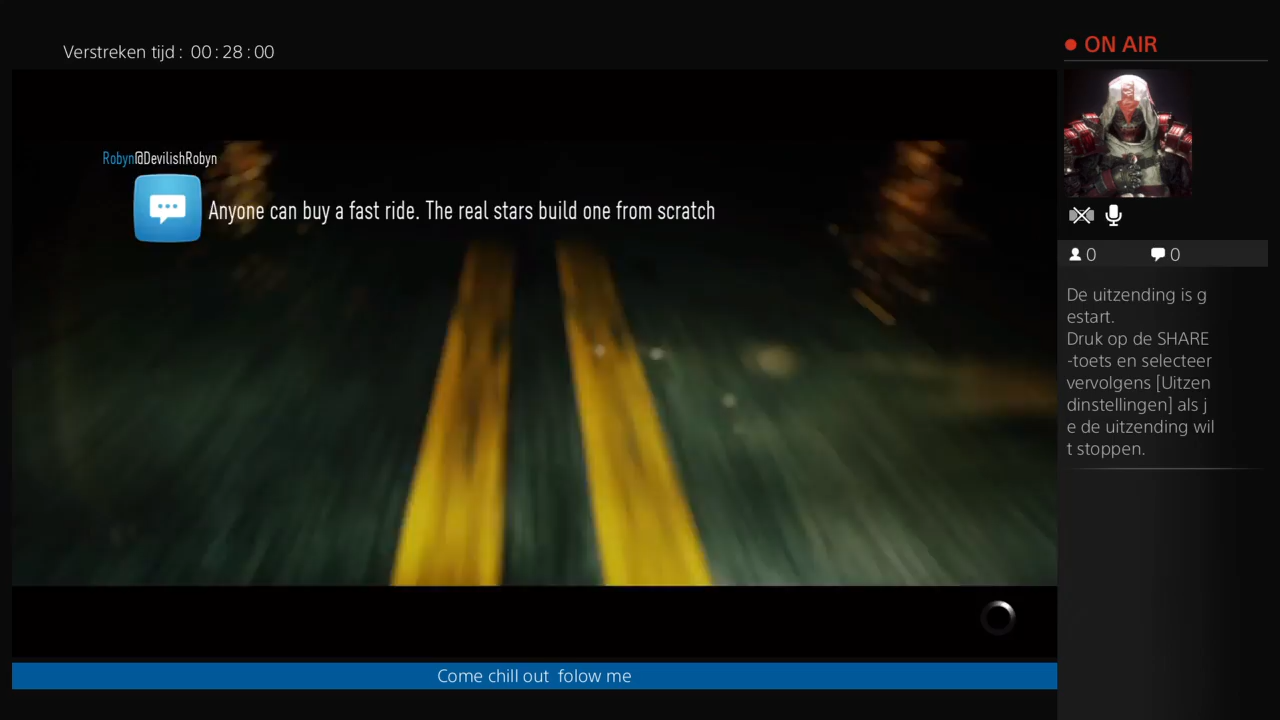 Verstreken tijd : 00 : 28 : 00
ON AIR
Robyn@DevilishRobyn
Anyone can buy a fast ride. The real stars build one from scratch
0 0
De uitzending is g
estart.
Druk op de SHARE
-toets en selecteer
vervolgens [Uitzen
dinstellingen] als j
e de uitzending wil
t stoppen.
Come chill out folow me